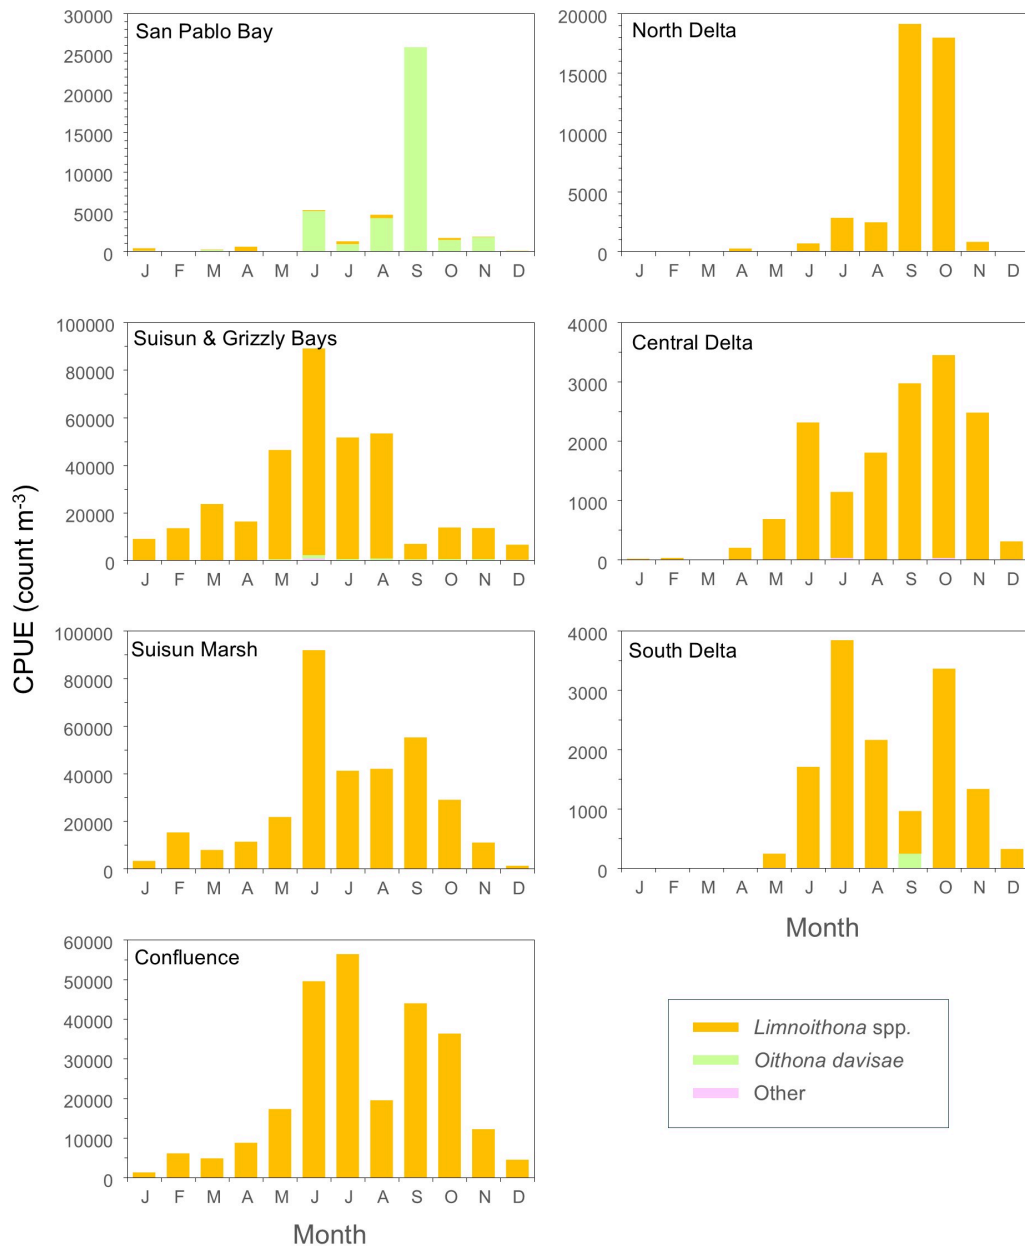 CPUE (count m-3)
San Pablo Bay
30000
25000
20000
15000
10000
5000
0
J F M A M J J A S O N D
North Delta
20000
15000
10000
5000
0
J F M A M J J A S O N D
Suisun & Grizzly Bays
100000
80000
60000
40000
20000
0
J F M A M J J A S O N D
Central Delta
4000
3000
2000
1000
0
J F M A M J J A S O N D
Suisun Marsh
100000
80000
60000
40000
20000
0
J F M A M J J A S O N D
South Delta
4000
3000
2000
1000
0
J F M A M J J A S O N D
Month
Confluence
60000
50000
40000
30000
20000
10000
0
J F M A M J J A S O N D
Month
Limnoithona spp.
Oithona davisae
Other